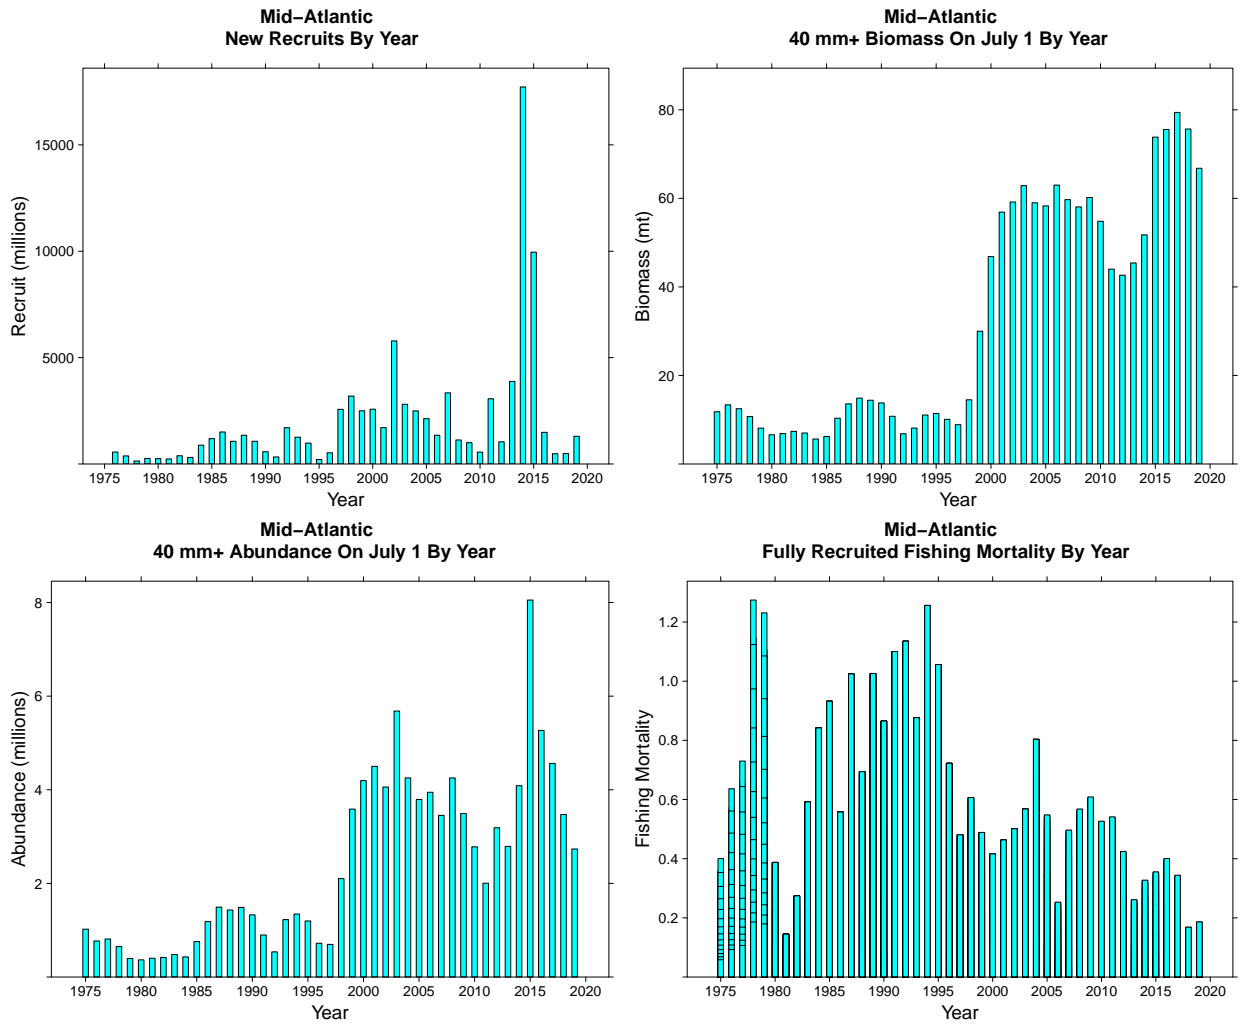 Mid−Atlantic
New Recruits By Year
Recruit (millions)
15000
10000
5000
1975 1980 1985 1990 1995 2000 2005 2010 2015 2020
Year
Mid−Atlantic
40 mm+ Biomass On July 1 By Year
Biomass (mt)
80
60
40
20
1975 1980 1985 1990 1995 2000 2005 2010 2015 2020
Year
Mid−Atlantic
40 mm+ Abundance On July 1 By Year
Abundance (millions)
8
6
4
2
1975 1980 1985 1990 1995 2000 2005 2010 2015 2020
Year
Mid−Atlantic
Fully Recruited Fishing Mortality By Year
Fishing Mortality
1.2
1.0
0.8
0.6
0.4
0.2
1975 1980 1985 1990 1995 2000 2005 2010 2015 2020
Year